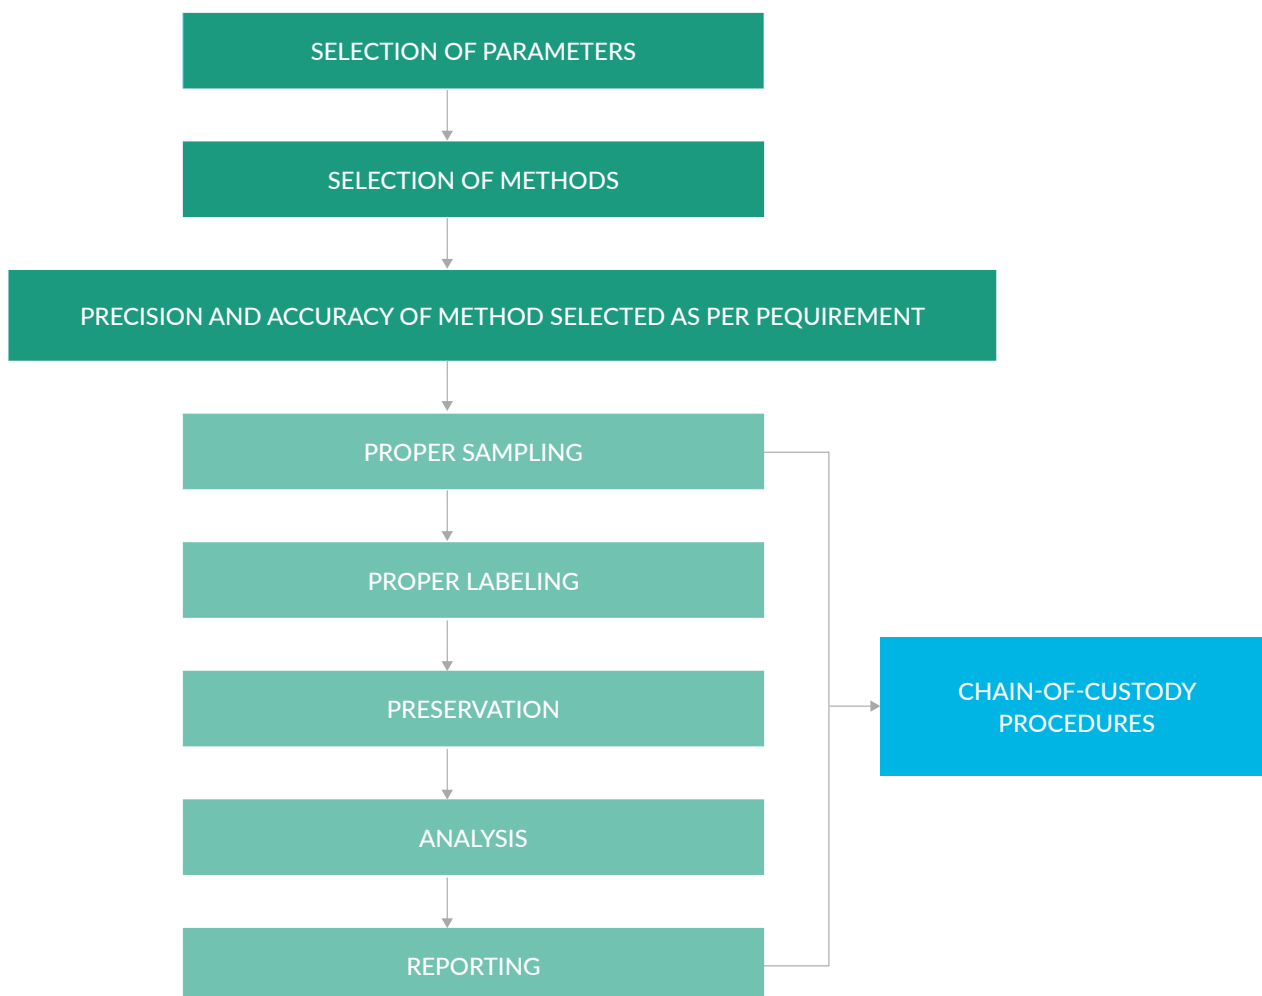 SELECTION OF PARAMETERS
SELECTION OF METHODS
PRECISION AND ACCURACY OF METHOD SELECTED AS PER PEQUIREMENT
PROPER SAMPLING
PROPER LABELING
PRESERVATION
CHAIN-OF-CUSTODY
PROCEDURES
ANALYSIS
REPORTING